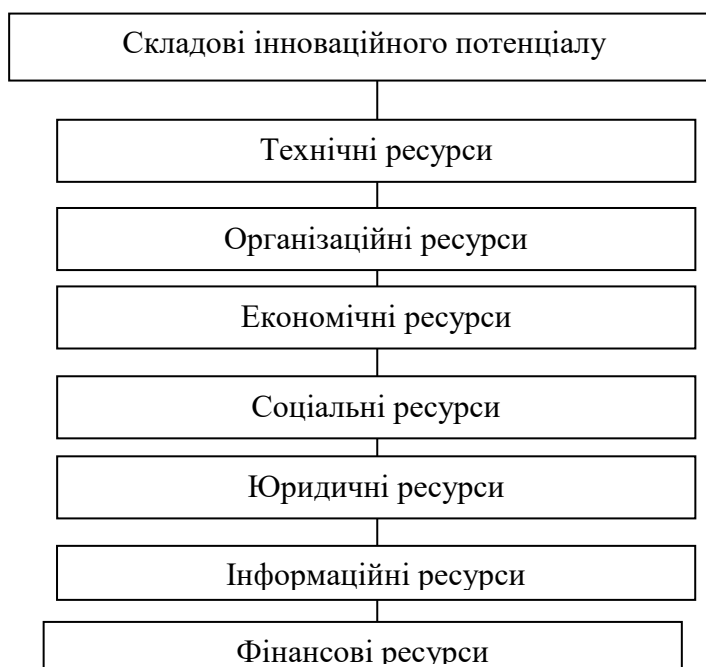 Складові інноваційного потенціалу
Технічні ресурси
Організаційні ресурси
Економічні ресурси
Соціальні ресурси
Юридичні ресурси
Інформаційні ресурси
Фінансові ресурси